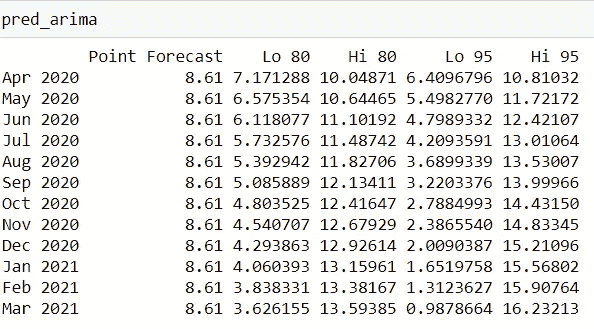 pred_arima
Point Forecast Lo 80 Hi 80 Lo 95 Hi 95
Apr 2020 8.61 7.171288 10.04871 6.4096796 10.81032
May 2020 8.61 6.575354 10.64465 5.4982770 11.72172
Jun 2020 8.61 6.118077 11.10192 4.7989332 12.42107
Jul 2020 8.61 5.732576 11.48742 4.2093591 13.01064
Aug 2020 8.61 5.392942 11.82706 3.6899339 13.53007
Sep 2020 8.61 5.085889 12.13411 3.2203376 13.99966
Oct 2020 8.61 4.803525 12.41647 2.7884993 14.43150
Nov 2020 8.61 4.540707 12.67929 2.3865540 14.83345
Dec 2020 8.61 4.293863 12.92614 2.0090387 15.21096
Jan 2021 8.61 4.060393 13.15961 1.6519758 15.56802
Feb 2021 8.61 3.838331 13.38167 1.3123627 15.90764
Mar 2021 8.61 3.626155 13.59385 0.9878664 16.23213